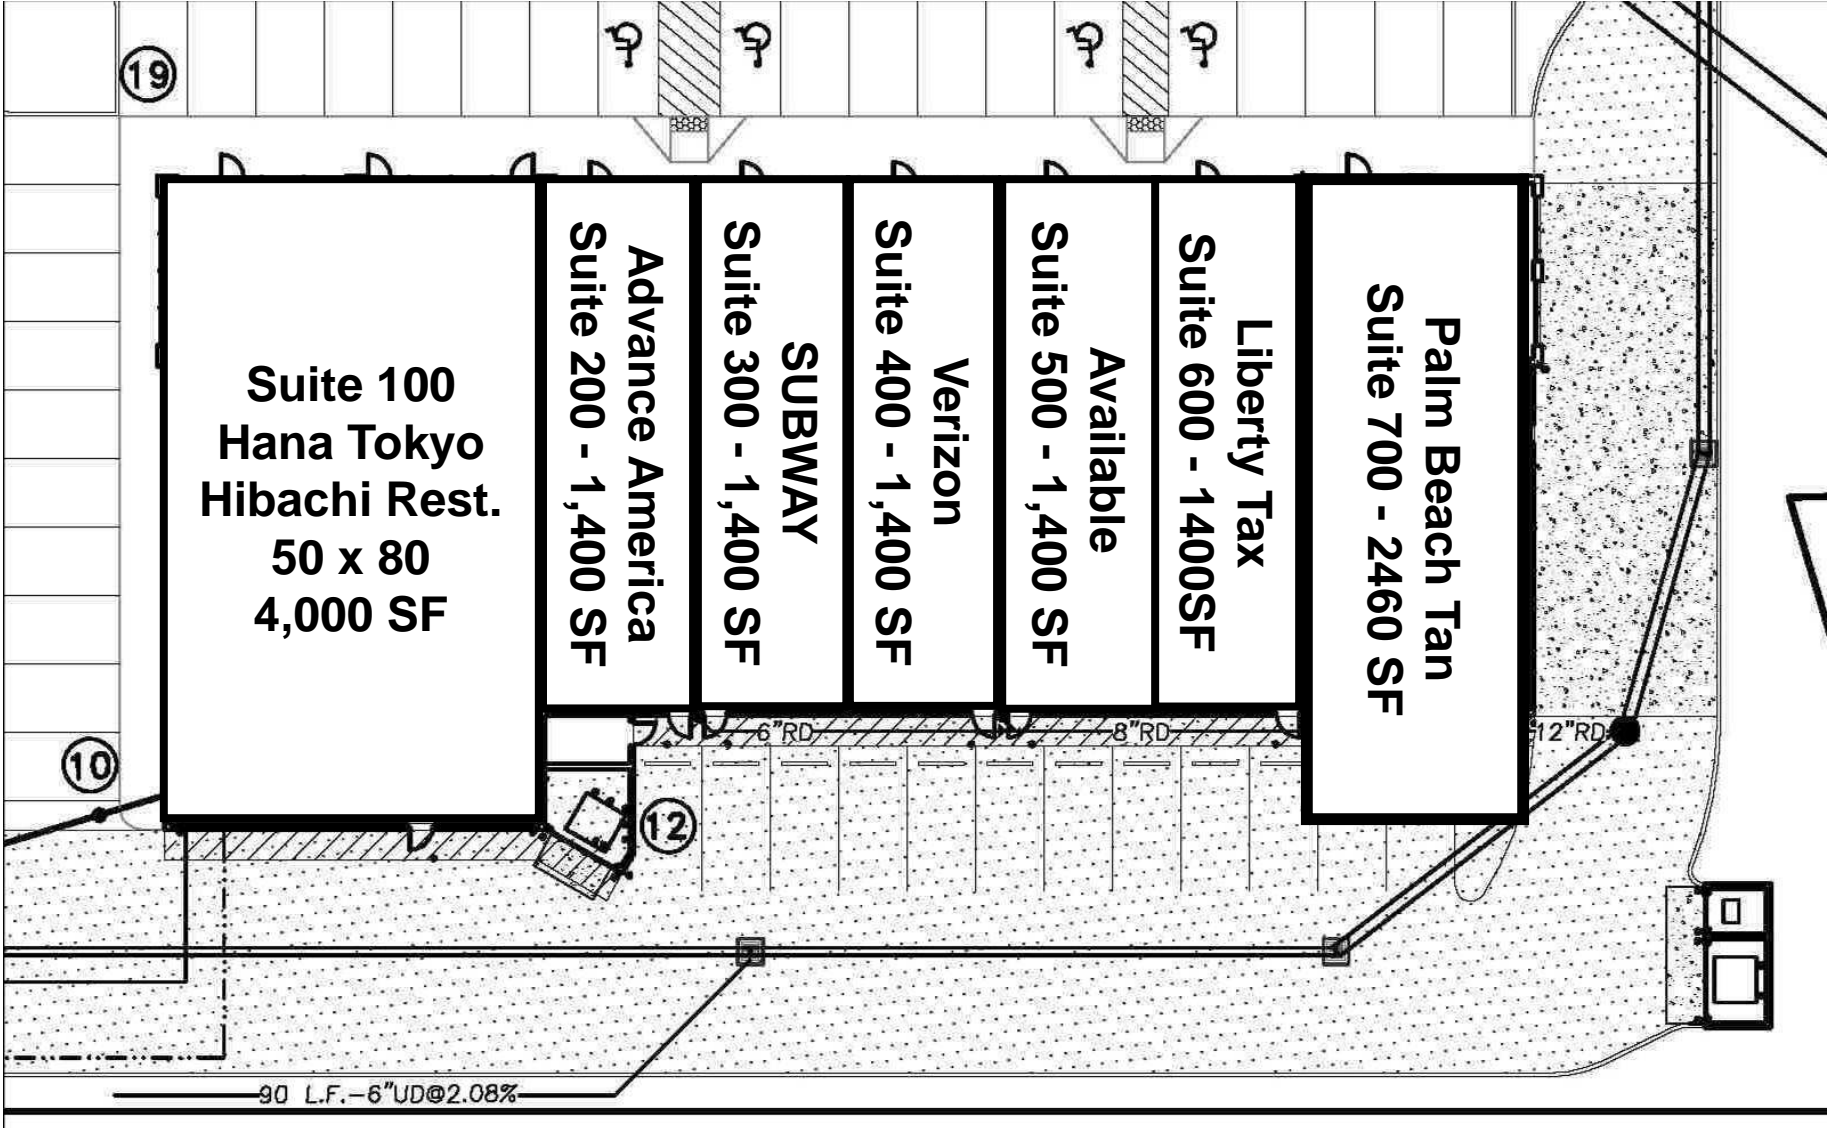 19
Suite 100
Hana Tokyo
Hibachi Rest.
50 x 80
4,000 SF
Advance America
Suite 200 - 1,400 SF
SUBWAY
Suite 300 - 1,400 SF
Verizon
Suite 400 - 1,400 SF
Available
Suite 500 - 1,400 SF
Liberty Tax
Suite 600 - 1400SF
Palm Beach Tan
Suite 700 - 2460 SF
6"RD
8"RD
12"RD
10
12
90 L.F.-6"UD@2.08%